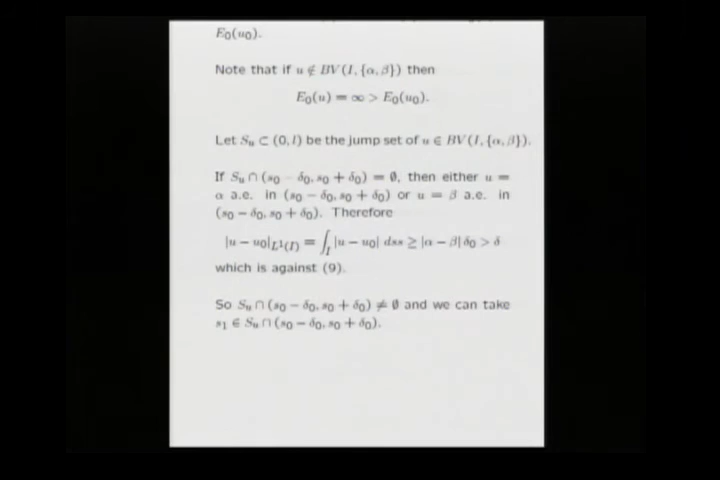 E₀(u₀).
Note that if u ∉ BV(I, {α, β}) then
E₀(u) = ∞ > E₀(u₀).
Let Sᵤ ⊂ (0, l) be the jump set of u ∈ BV(I, {α, β}).
If Sᵤ ∩ (s₀ − δ₀, s₀ + δ₀) = ∅, then either u =
α a.e. in (s₀ − δ₀, s₀ + δ₀) or u = β a.e. in
(s₀ − δ₀, s₀ + δ₀). Therefore
|u − u₀|_{L¹(I)} = ∫_I |u − u₀| ds ≥ |α − β| δ₀ > δ
which is against (9).
So Sᵤ ∩ (s₀ − δ₀, s₀ + δ₀) ≠ ∅ and we can take
s₁ ∈ Sᵤ ∩ (s₀ − δ₀, s₀ + δ₀).